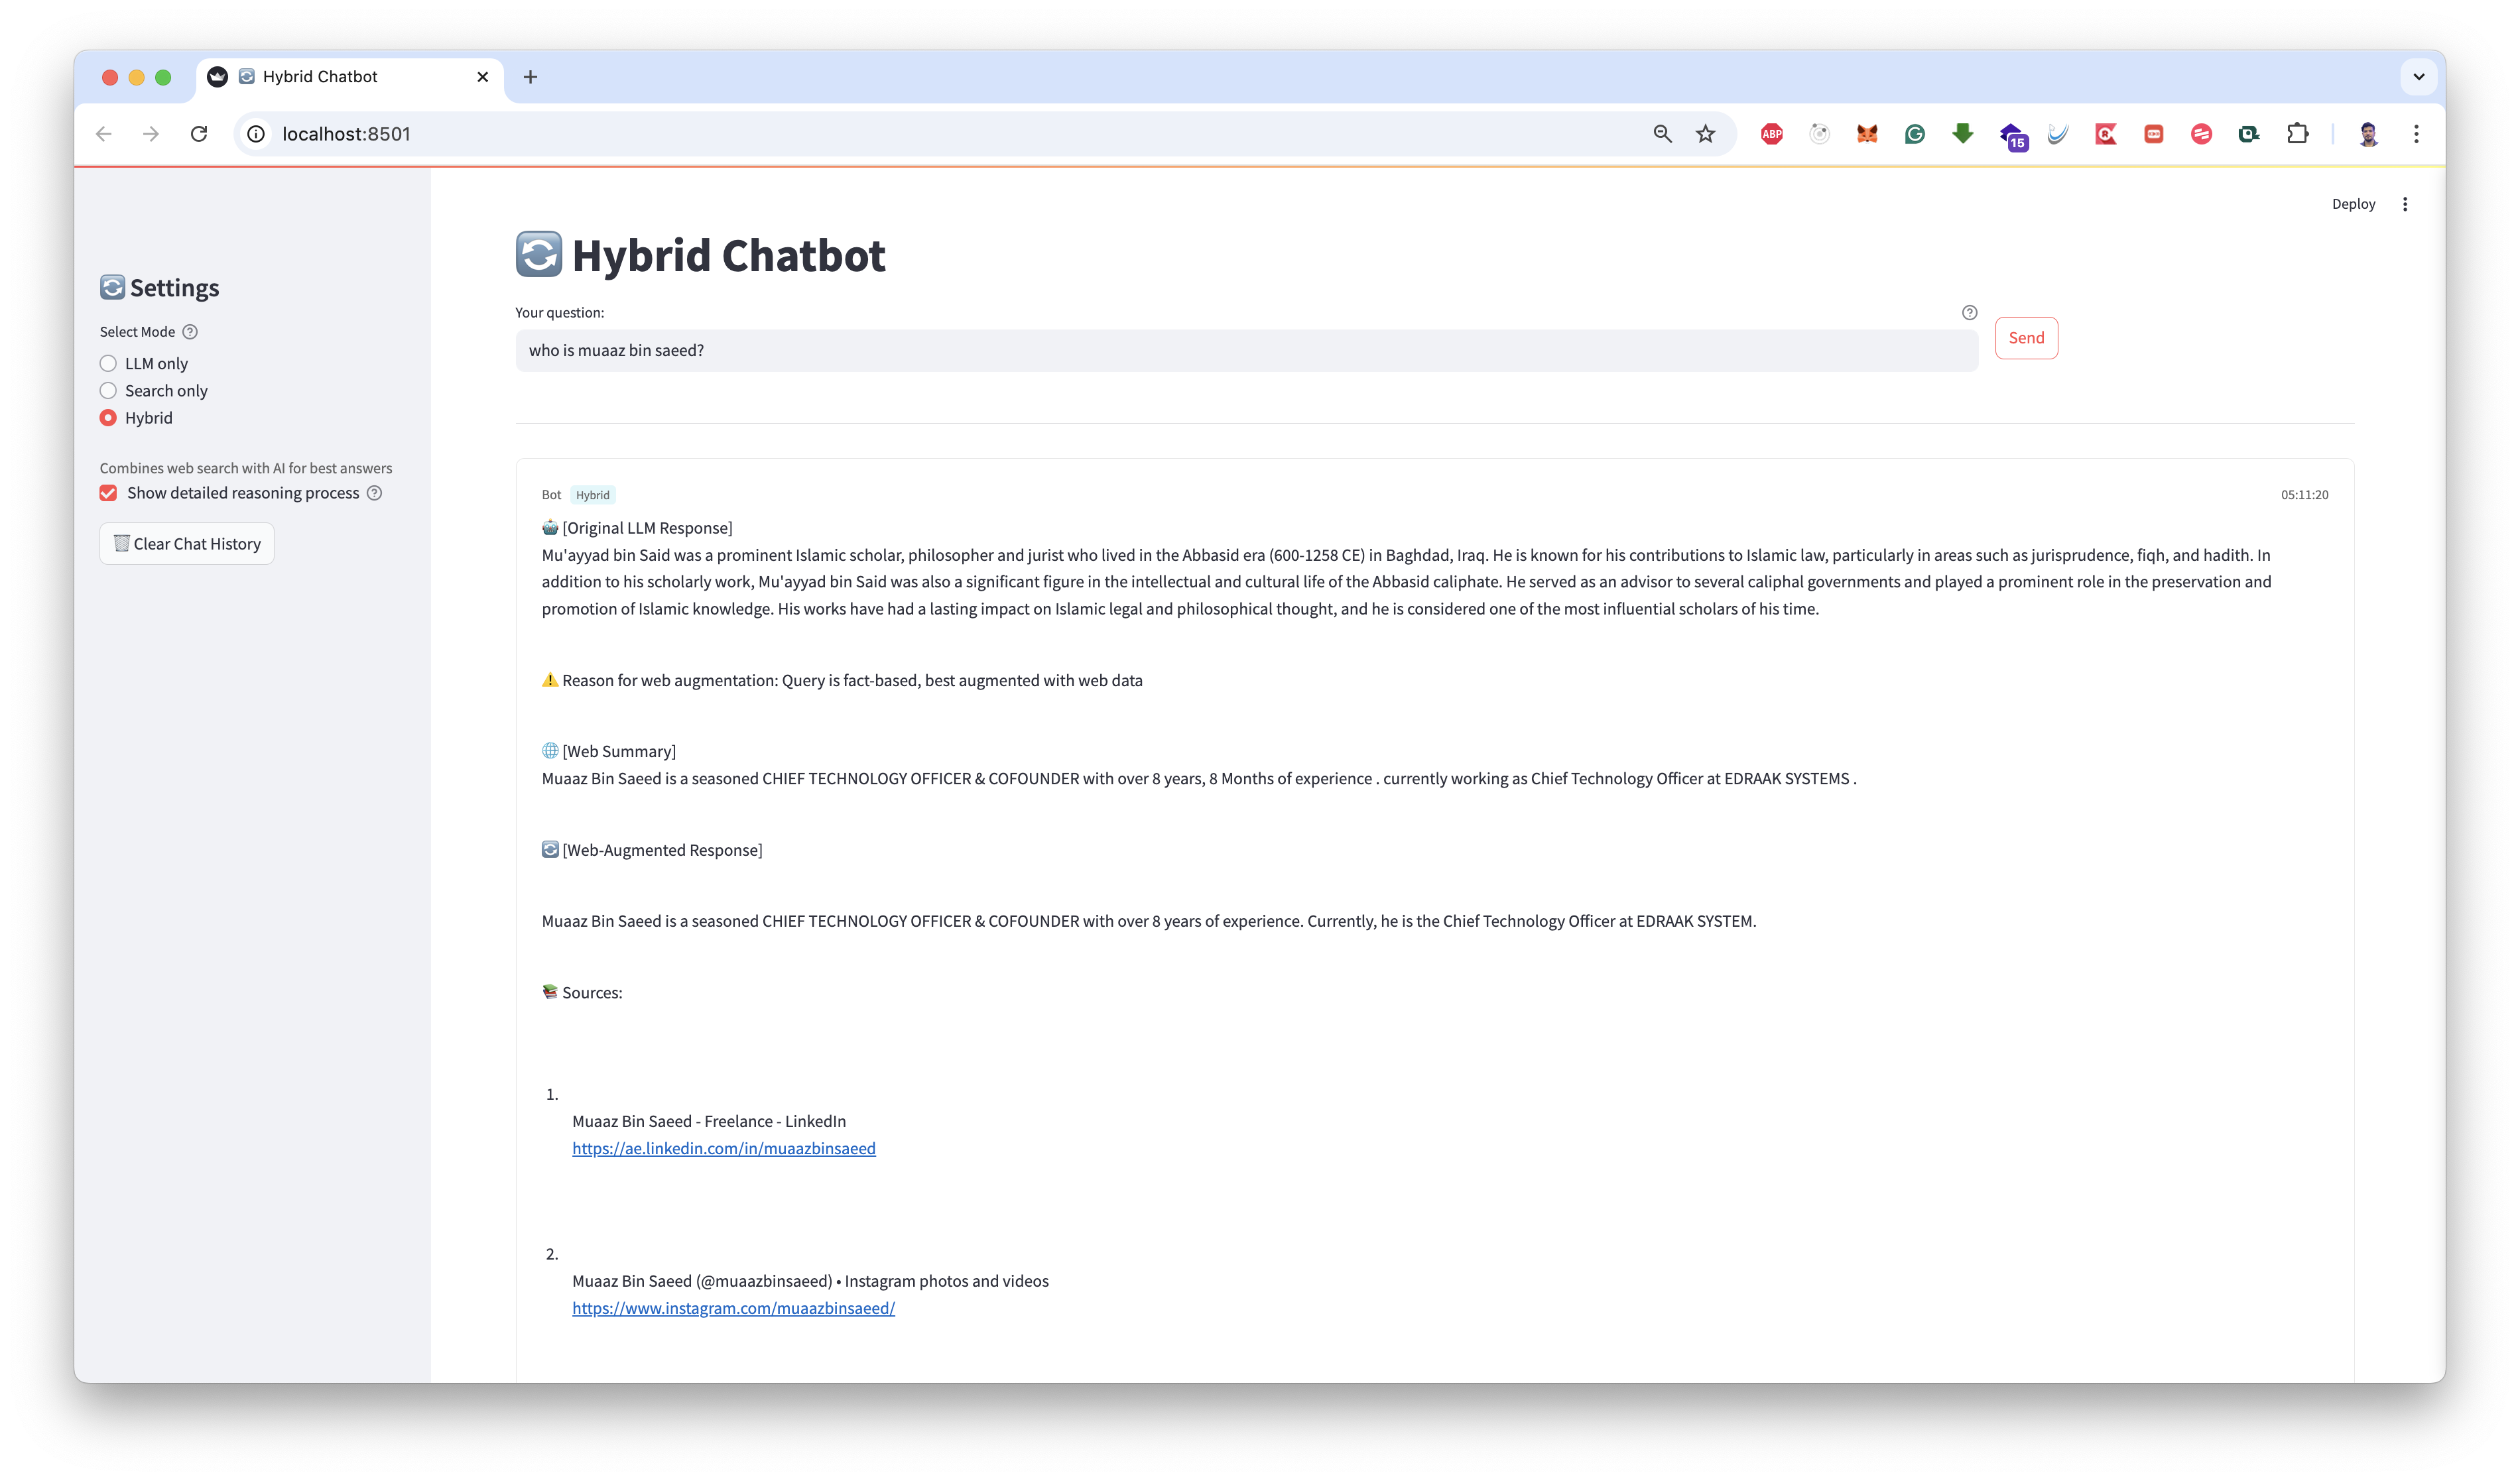 Hybrid Chatbot
localhost:8501
ABP
15
Deploy
Settings
Select Mode
LLM only
Search only
Hybrid
Combines web search with AI for best answers
Show detailed reasoning process
Clear Chat History
Hybrid Chatbot
Your question:
who is muaaz bin saeed?
Send
Bot Hybrid 05:11:20
[Original LLM Response]
Mu'ayyad bin Said was a prominent Islamic scholar, philosopher and jurist who lived in the Abbasid era (600-1258 CE) in Baghdad, Iraq. He is known for his contributions to Islamic law, particularly in areas such as jurisprudence, fiqh, and hadith. In
addition to his scholarly work, Mu'ayyad bin Said was also a significant figure in the intellectual and cultural life of the Abbasid caliphate. He served as an advisor to several caliphal governments and played a prominent role in the preservation and
promotion of Islamic knowledge. His works have had a lasting impact on Islamic legal and philosophical thought, and he is considered one of the most influential scholars of his time.
Reason for web augmentation: Query is fact-based, best augmented with web data
[Web Summary]
Muaaz Bin Saeed is a seasoned CHIEF TECHNOLOGY OFFICER & COFOUNDER with over 8 years, 8 Months of experience . currently working as Chief Technology Officer at EDRAAK SYSTEMS .
[Web-Augmented Response]
Muaaz Bin Saeed is a seasoned CHIEF TECHNOLOGY OFFICER & COFOUNDER with over 8 years of experience. Currently, he is the Chief Technology Officer at EDRAAK SYSTEM.
Sources:
1.
Muaaz Bin Saeed - Freelance - LinkedIn
https://ae.linkedin.com/in/muaazbinsaeed
2.
Muaaz Bin Saeed (@muaazbinsaeed) • Instagram photos and videos
https://www.instagram.com/muaazbinsaeed/